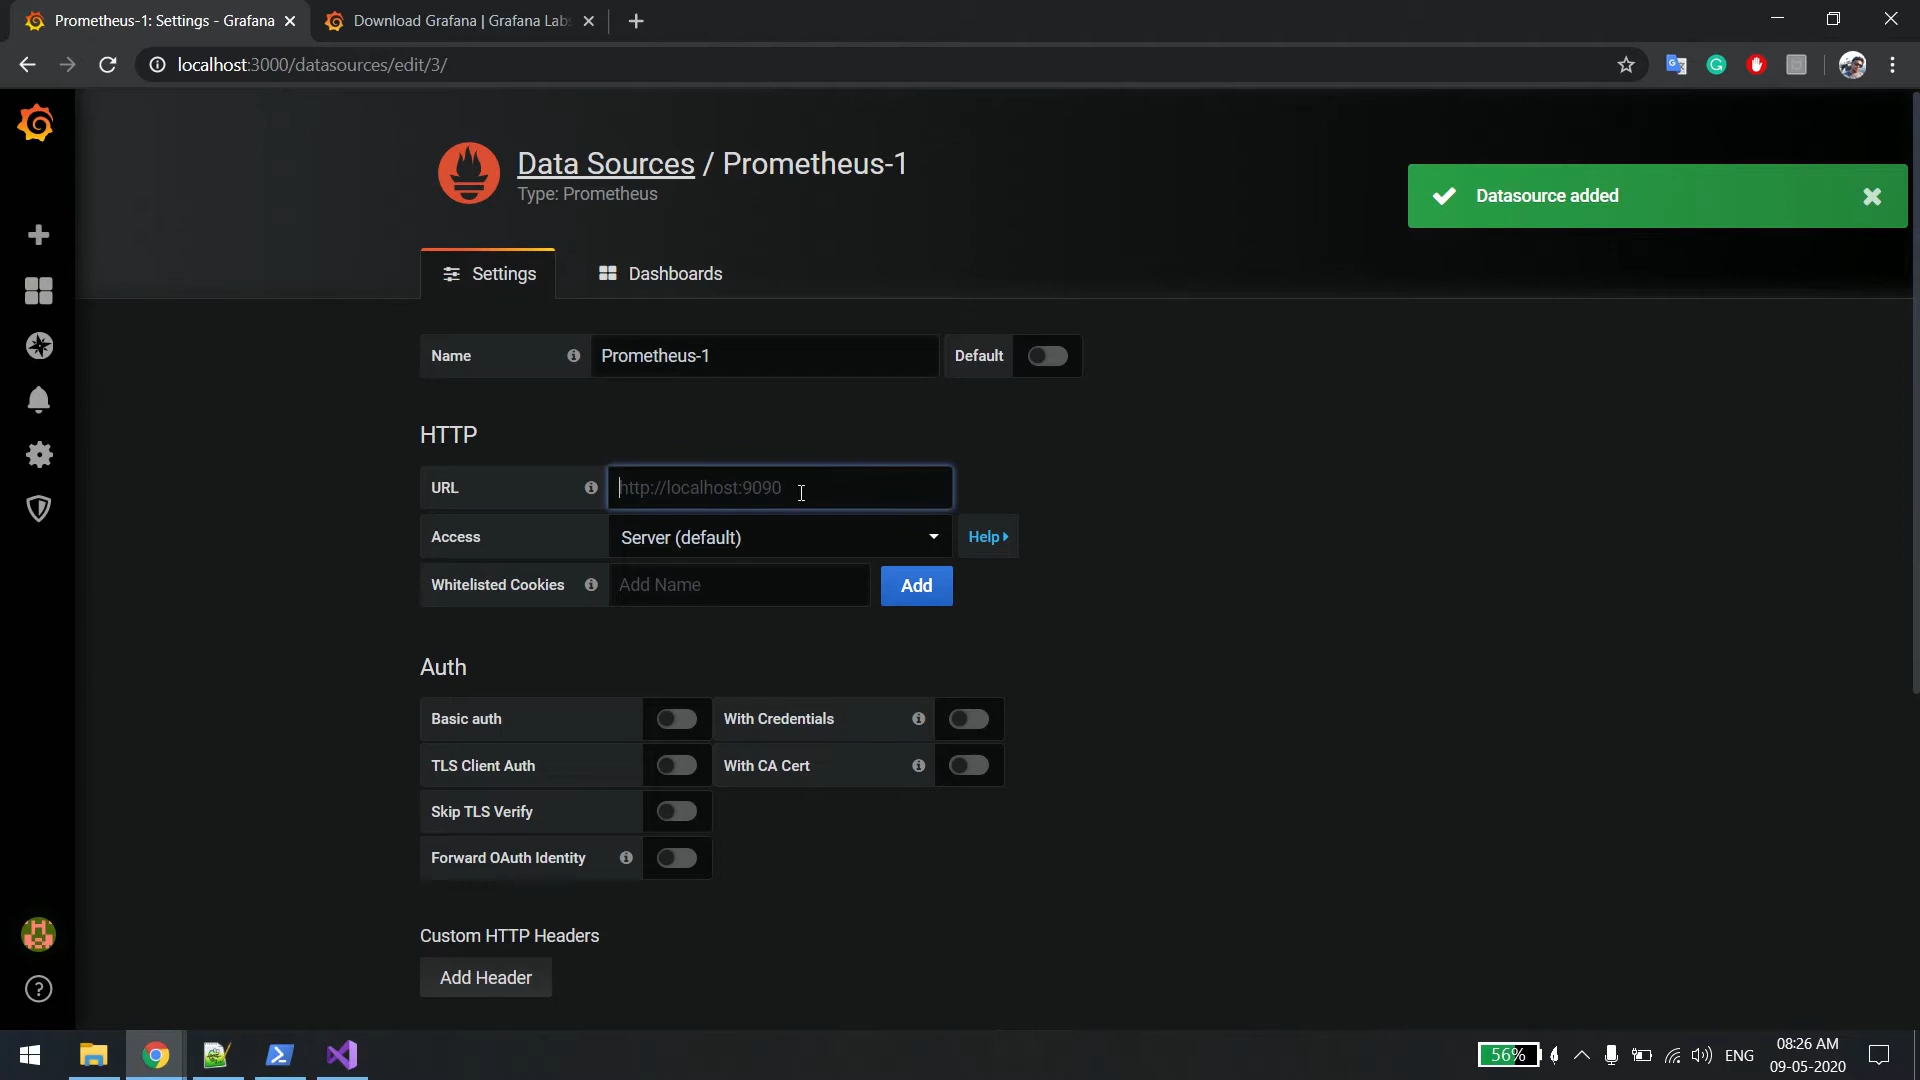 Prometheus-1: Settings - Grafana
Download Grafana | Grafana Labs
localhost:3000/datasources/edit/3/
Data Sources / Prometheus-1
Type: Prometheus
Datasource added
Settings
Dashboards
Name
Prometheus-1
Default
HTTP
URL
http://localhost:9090
Access
Server (default)
Help
Whitelisted Cookies
Add Name
Add
Auth
Basic auth
With Credentials
TLS Client Auth
With CA Cert
Skip TLS Verify
Forward OAuth Identity
Custom HTTP Headers
Add Header
56%
ENG
08:26 AM
09-05-2020